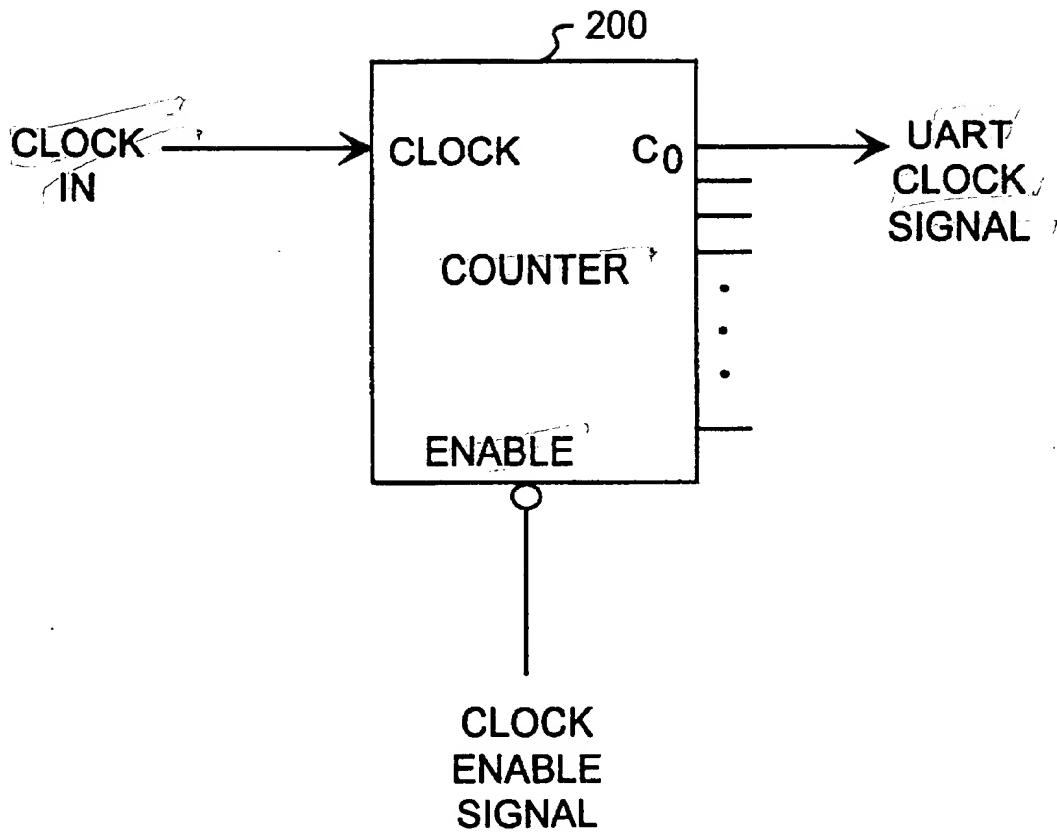 200
CLOCK
IN
CLOCK
C0
UART
CLOCK
SIGNAL
COUNTER
ENABLE
CLOCK
ENABLE
SIGNAL